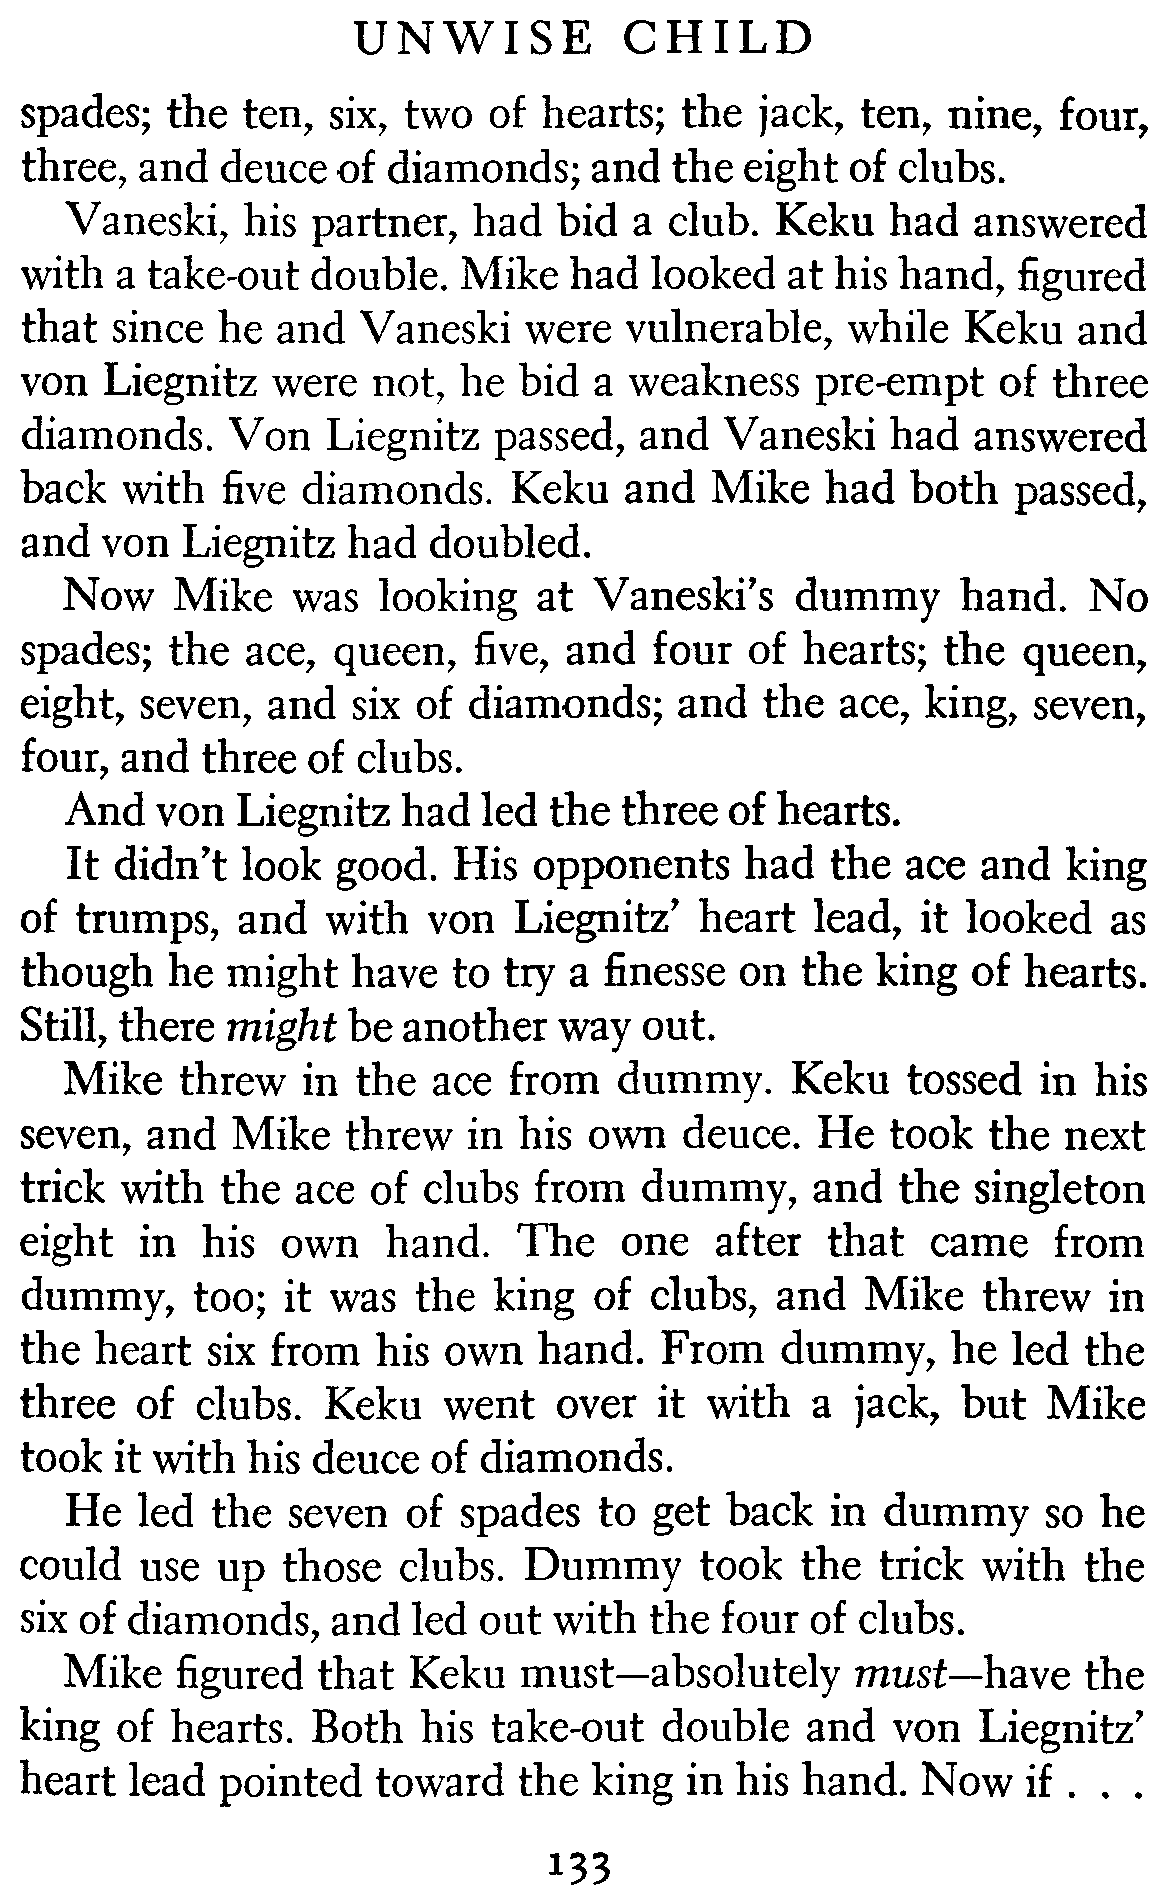 UNWISE CHILD
spades; the ten, six, two of hearts; the jack, ten, nine, four,
three, and deuce of diamonds; and the eight of clubs.
Vaneski, his partner, had bid a club. Keku had answered
with a take-out double. Mike had looked at his hand, figured
that since he and Vaneski were vulnerable, while Keku and
von Liegnitz were not, he bid a weakness pre-empt of three
diamonds. Von Liegnitz passed, and Vaneski had answered
back with five diamonds. Keku and Mike had both passed,
and von Liegnitz had doubled.
Now Mike was looking at Vaneski's dummy hand. No
spades; the ace, queen, five, and four of hearts; the queen,
eight, seven, and six of diamonds; and the ace, king, seven,
four, and three of clubs.
And von Liegnitz had led the three of hearts.
It didn't look good. His opponents had the ace and king
of trumps, and with von Liegnitz' heart lead, it looked as
though he might have to try a finesse on the king of hearts.
Still, there might be another way out.
Mike threw in the ace from dummy. Keku tossed in his
seven, and Mike threw in his own deuce. He took the next
trick with the ace of clubs from dummy, and the singleton
eight in his own hand. The one after that came from
dummy, too; it was the king of clubs, and Mike threw in
the heart six from his own hand. From dummy, he led the
three of clubs. Keku went over it with a jack, but Mike
took it with his deuce of diamonds.
He led the seven of spades to get back in dummy so he
could use up those clubs. Dummy took the trick with the
six of diamonds, and led out with the four of clubs.
Mike figured that Keku must—absolutely must—have the
king of hearts. Both his take-out double and von Liegnitz'
heart lead pointed toward the king in his hand. Now if . . .
133